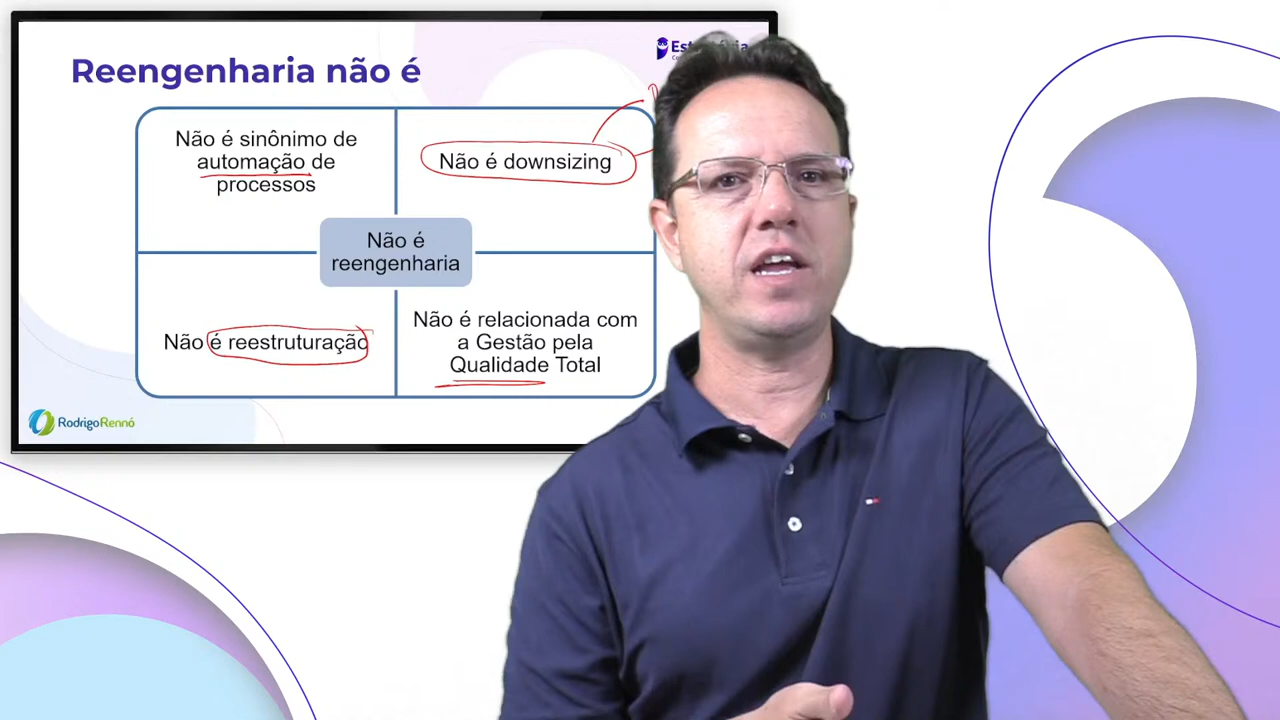 Reengenharia não é
Não é sinônimo de
automação de
processos
Não é downsizing
Não é
reengenharia
Não é reestruturação
Não é relacionada com
a Gestão pela
Qualidade Total
RodrigoRennó